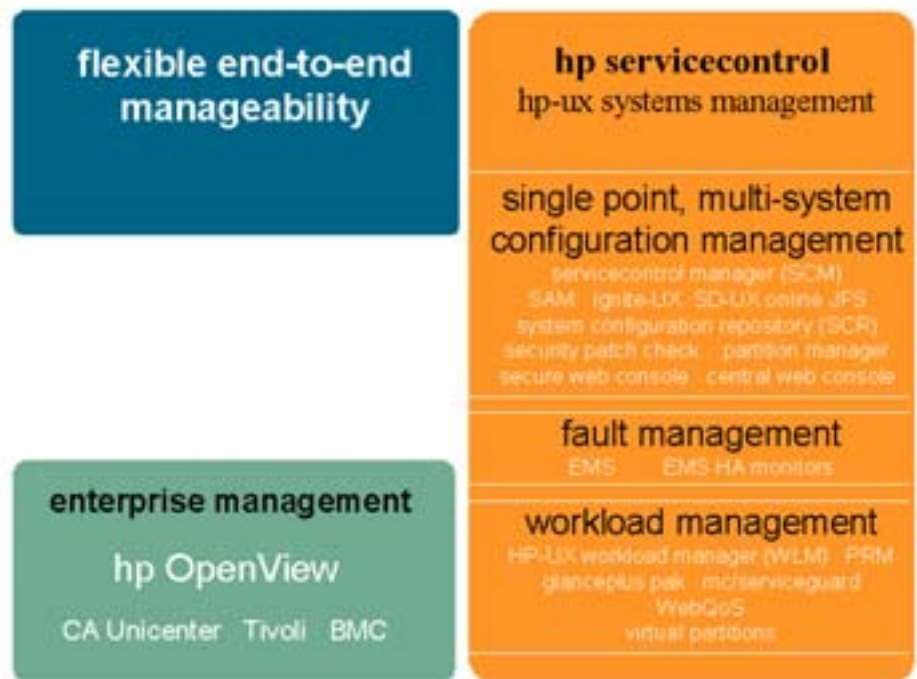 flexible end-to-end
manageability
enterprise management
hp OpenView
CA Unicenter Tivoli BMC
hp servicecontrol
hp-ux systems management
single point, multi-system
configuration management
servicecontrol manager (SCM)
SAM ignite-UX SD-UX online JFS
system configuration repository (SCR)
security patch check partition manager
secure web console central web console
fault management
EMS EMS HA monitors
workload management
HP-UX workload manager (WLM) PRM
glanceplus pak mc/serviceguard
WebQoS
virtual partitions